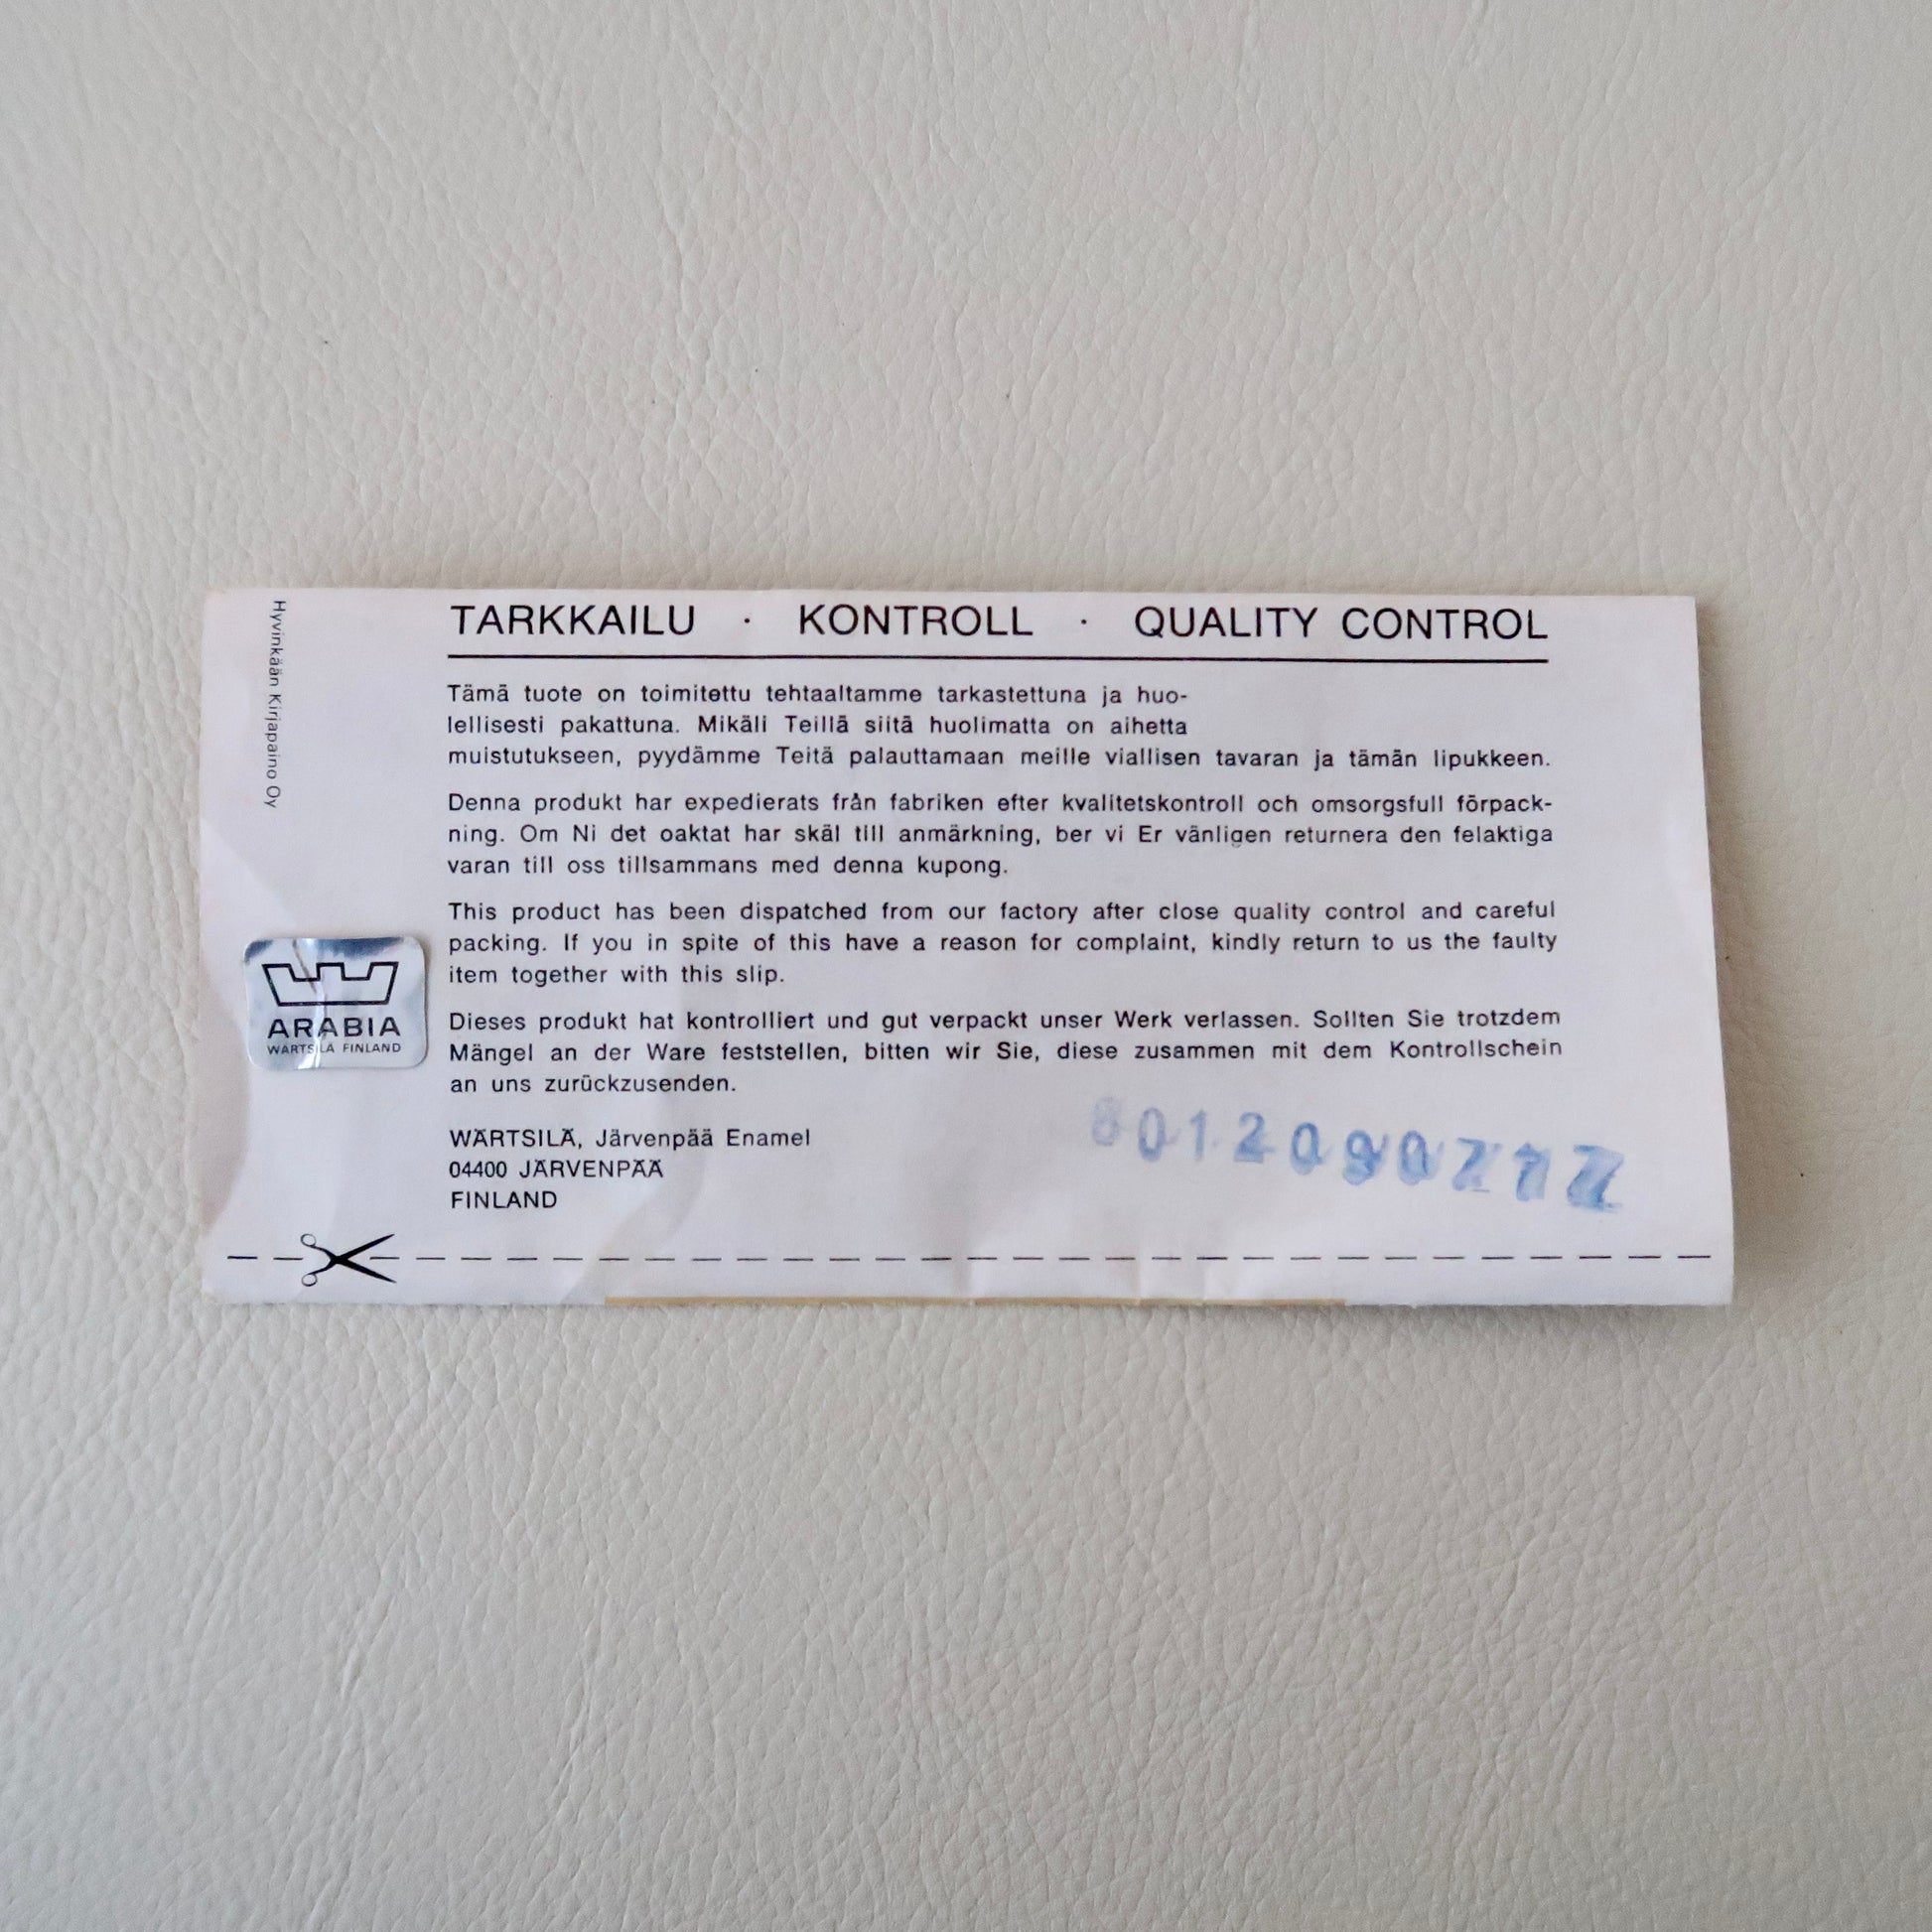 Hyvinkään Kirjapaino Oy
TARKKAILU · KONTROLL · QUALITY CONTROL
Tämä tuote on toimitettu tehtaaltamme tarkastettuna ja huo-
lellisesti pakattuna. Mikäli Teillä siitä huolimatta on aihetta
muistutukseen, pyydämme Teitä palauttamaan meille viallisen tavaran ja tämän lipukkeen.
Denna produkt har expedierats från fabriken efter kvalitetskontroll och omsorgsfull förpack-
ning. Om Ni det oaktat har skäl till anmärkning, ber vi Er vänligen returnera den felaktiga
varan till oss tillsammans med denna kupong.
This product has been dispatched from our factory after close quality control and careful
packing. If you in spite of this have a reason for complaint, kindly return to us the faulty
item together with this slip.
Dieses produkt hat kontrolliert und gut verpackt unser Werk verlassen. Sollten Sie trotzdem
Mängel an der Ware feststellen, bitten wir Sie, diese zusammen mit dem Kontrollschein
an uns zurückzusenden.
ARABIA
WÄRTSILÄ FINLAND
WÄRTSILÄ, Järvenpää Enamel
04400 JÄRVENPÄÄ
FINLAND